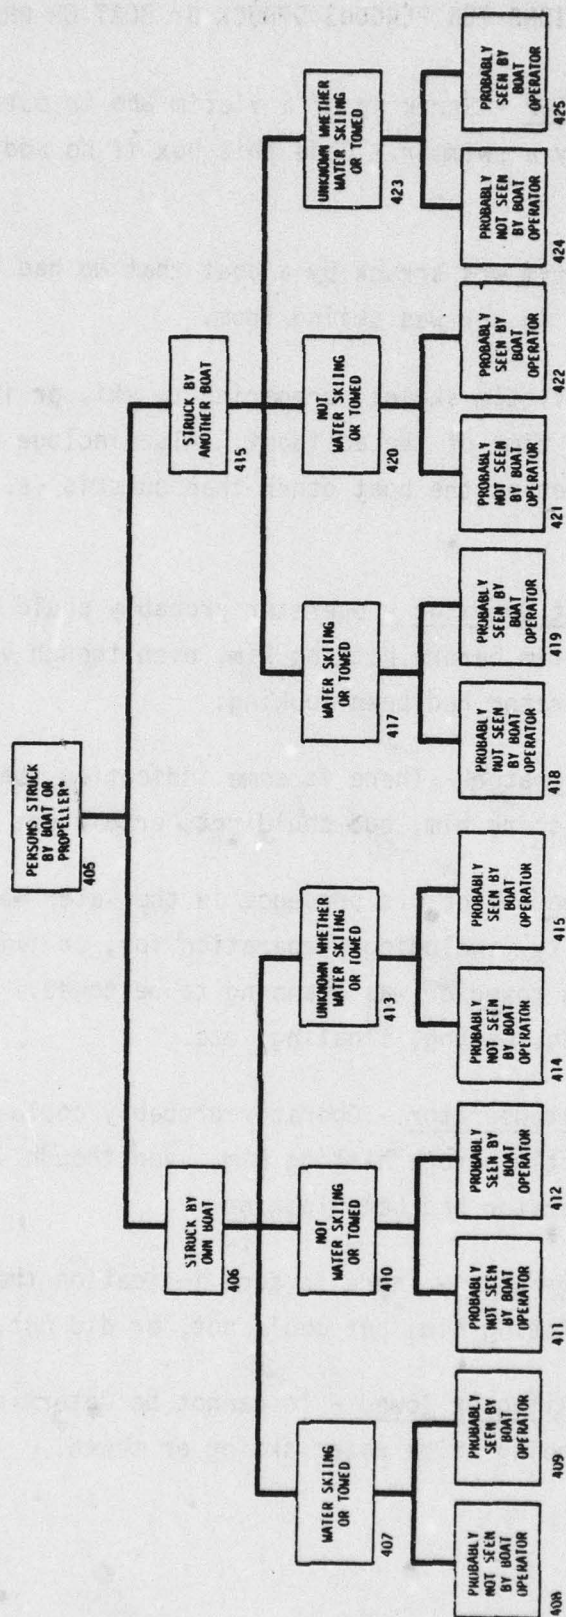 PERSONS STRUCK
BY BOAT OR
PROPELLER*
405
STRUCK BY
OWN BOAT
406
STRUCK BY
ANOTHER BOAT
415
WATER SKIING
OR TOWED
407
NOT
WATER SKIING
OR TOWED
410
UNKNOWN WHETHER
WATER SKIING
OR TOWED
413
WATER SKIING
OR TOWED
417
NOT
WATER SKIING
OR TOWED
420
UNKNOWN WHETHER
WATER SKIING
OR TOWED
423
PROBABLY
NOT SEEN
BY BOAT
OPERATOR
408
PROBABLY
SEEN BY
BOAT
OPERATOR
409
PROBABLY
NOT SEEN
BY BOAT
OPERATOR
411
PROBABLY
SEEN BY
BOAT
OPERATOR
412
PROBABLY
NOT SEEN
BY BOAT
OPERATOR
414
PROBABLY
SEEN BY
BOAT
OPERATOR
415
PROBABLY
NOT SEEN
BY BOAT
OPERATOR
418
PROBABLY
SEEN BY
BOAT
OPERATOR
419
PROBABLY
NOT SEEN
BY BOAT
OPERATOR
421
PROBABLY
SEEN BY
BOAT
OPERATOR
422
PROBABLY
NOT SEEN
BY BOAT
OPERATOR
424
PROBABLY
SEEN BY
BOAT
OPERATOR
425